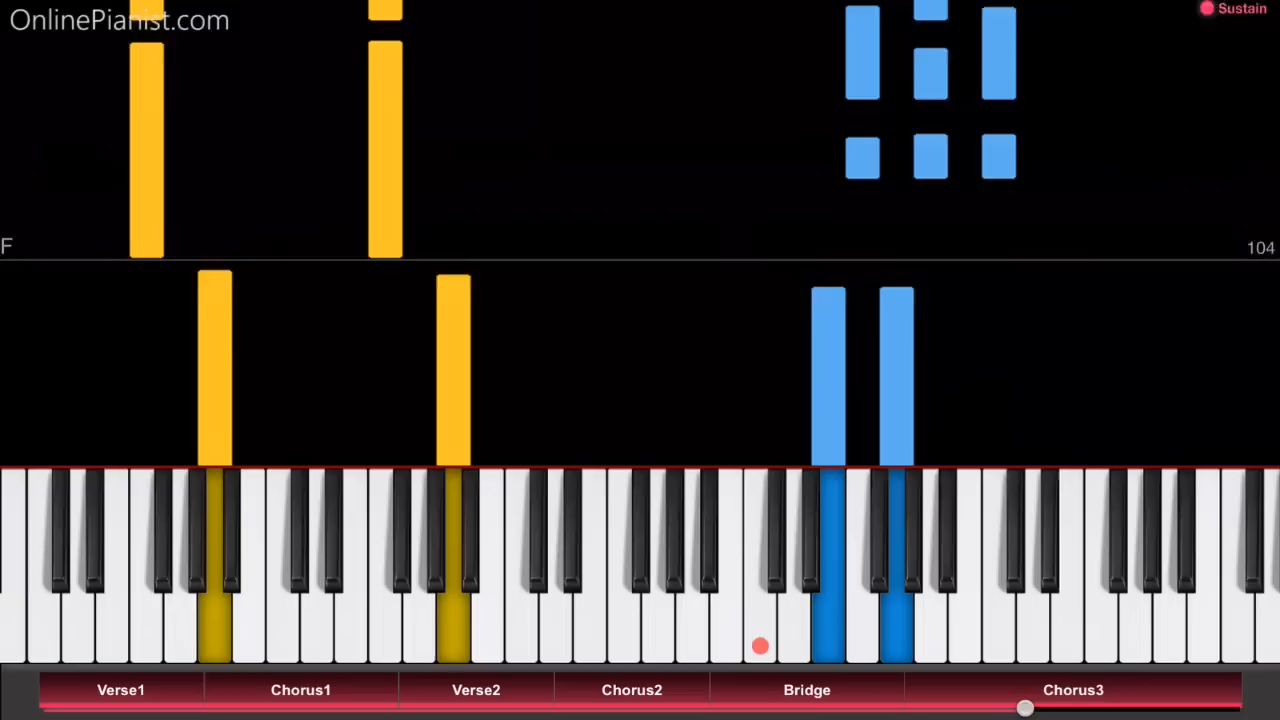 OnlinePianist.com
Sustain
F
104
Verse1
Chorus1
Verse2
Chorus2
Bridge
Chorus3